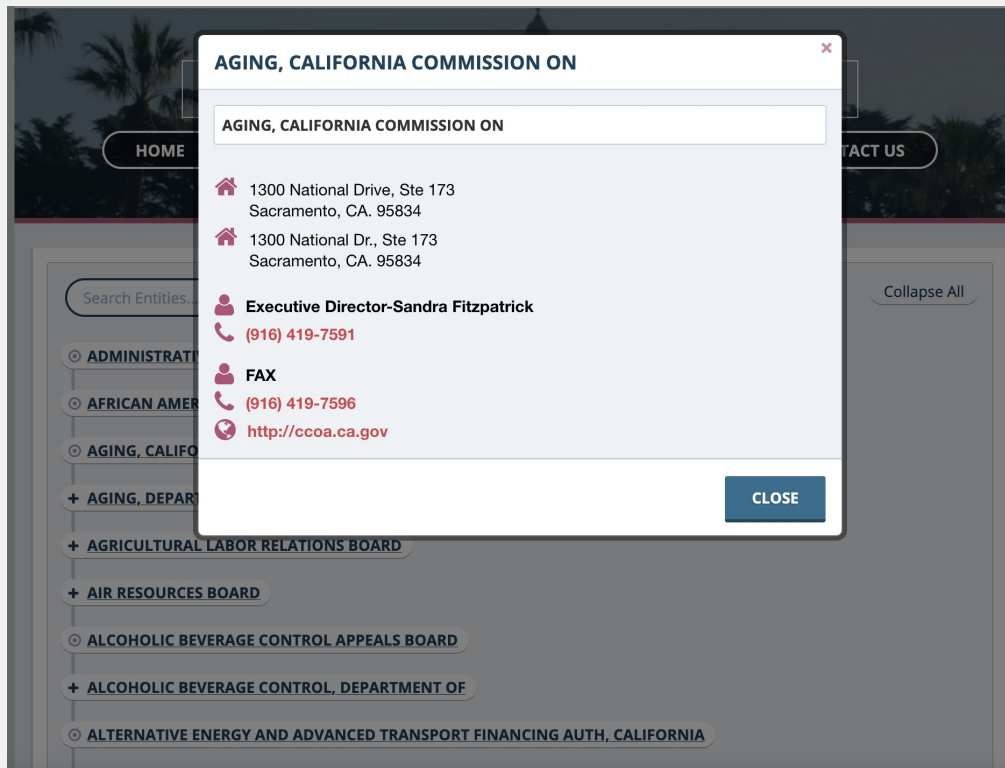 AGING, CALIFORNIA COMMISSION ON
×
AGING, CALIFORNIA COMMISSION ON
HOME
TACT US
1300 National Drive, Ste 173
Sacramento, CA. 95834
1300 National Dr., Ste 173
Sacramento, CA. 95834
Executive Director-Sandra Fitzpatrick
(916) 419-7591
FAX
(916) 419-7596
http://ccoa.ca.gov
CLOSE
Search Entities...
Collapse All
ADMINISTRATIV
AFRICAN AMER
AGING, CALIFO
+ AGING, DEPART
+ AGRICULTURAL LABOR RELATIONS BOARD
+ AIR RESOURCES BOARD
ALCOHOLIC BEVERAGE CONTROL APPEALS BOARD
+ ALCOHOLIC BEVERAGE CONTROL, DEPARTMENT OF
ALTERNATIVE ENERGY AND ADVANCED TRANSPORT FINANCING AUTH, CALIFORNIA